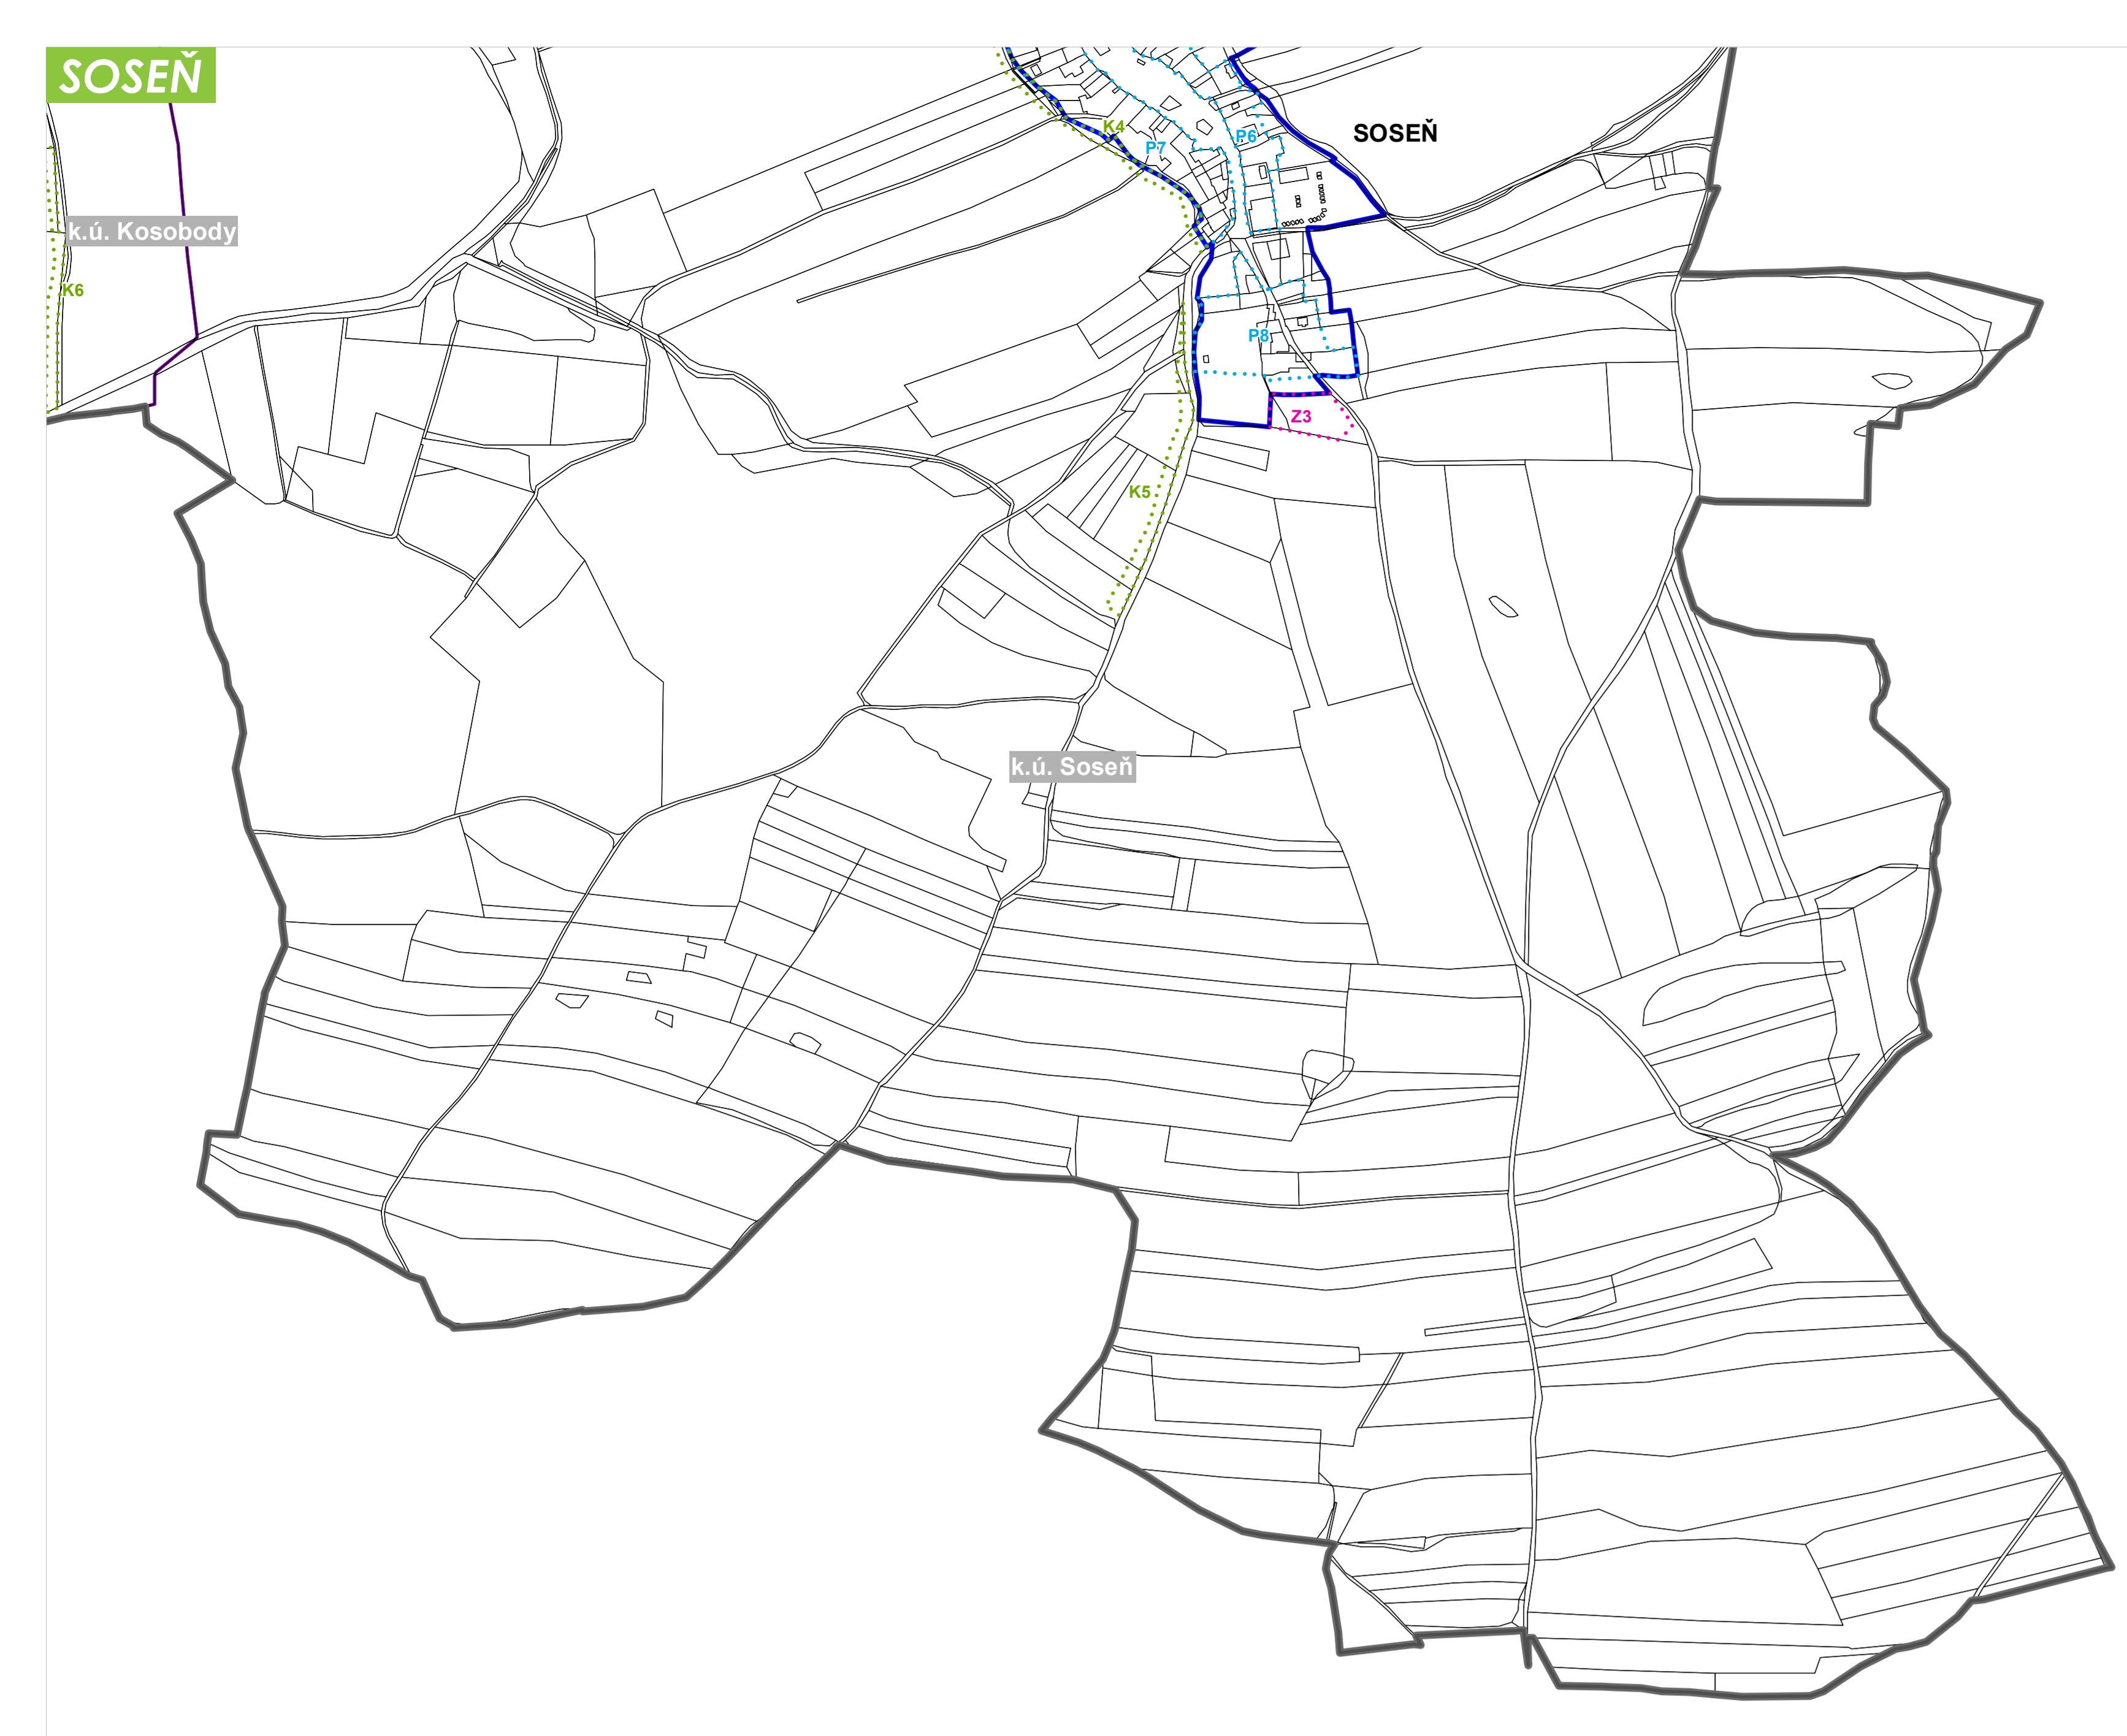 SOSEŇ
K4
P7
P6
SOSEŇ
k.ú. Kosobody
K6
P8
Z3
K5
k.ú. Soseň